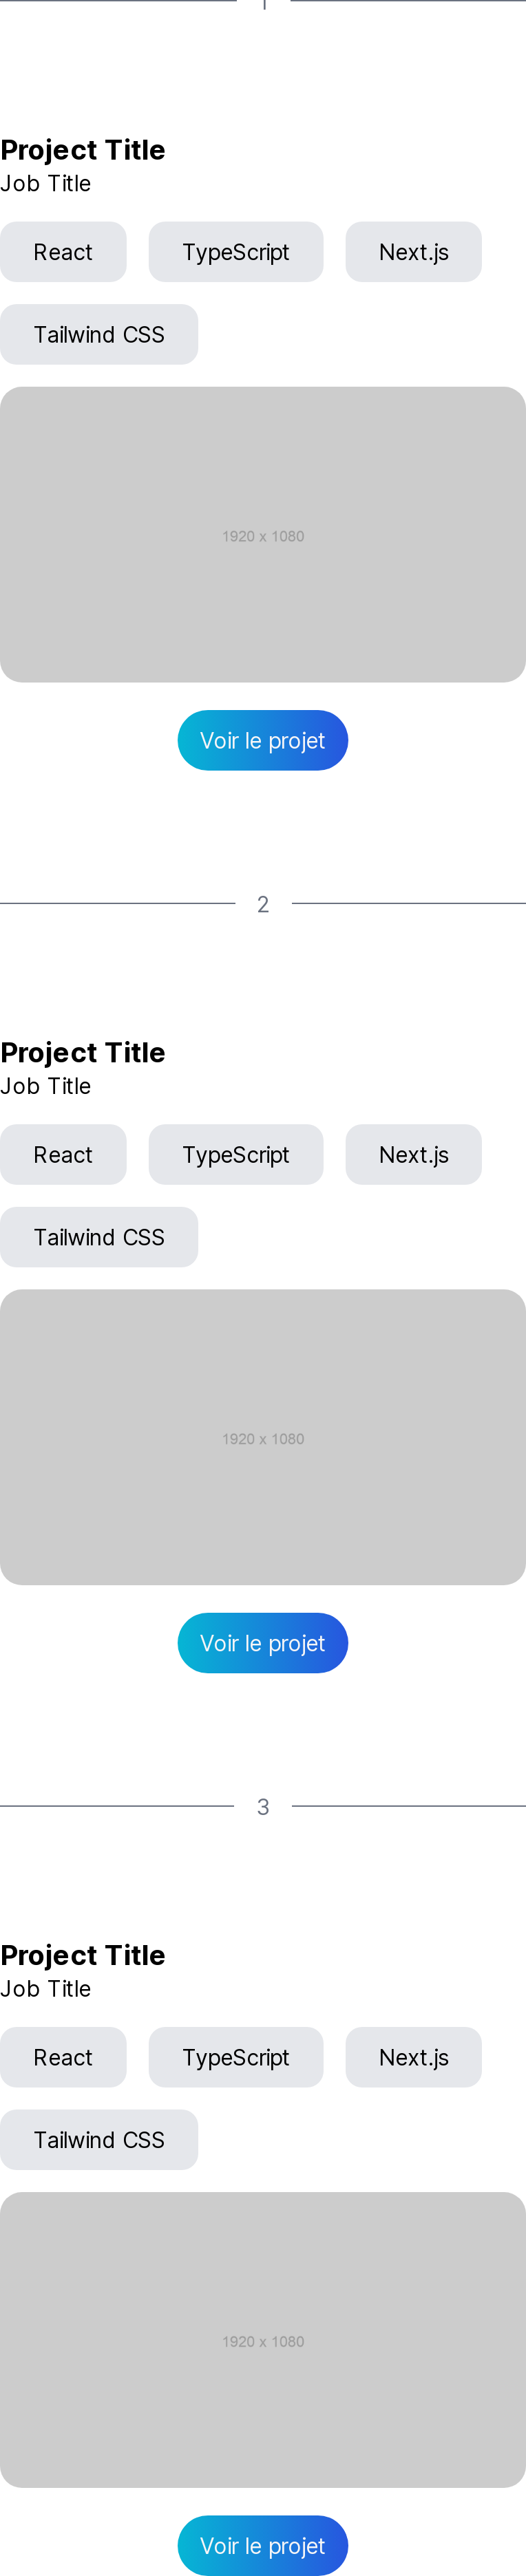 1
Project Title
Job Title
React TypeScript Next.js
Tailwind CSS
1920 x 1080
Voir le projet
2
Project Title
Job Title
React TypeScript Next.js
Tailwind CSS
1920 x 1080
Voir le projet
3
Project Title
Job Title
React TypeScript Next.js
Tailwind CSS
1920 x 1080
Voir le projet